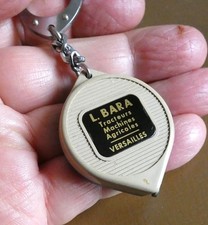 L. BARA
Tracteurs
Machines
Agricoles
VERSAILLES